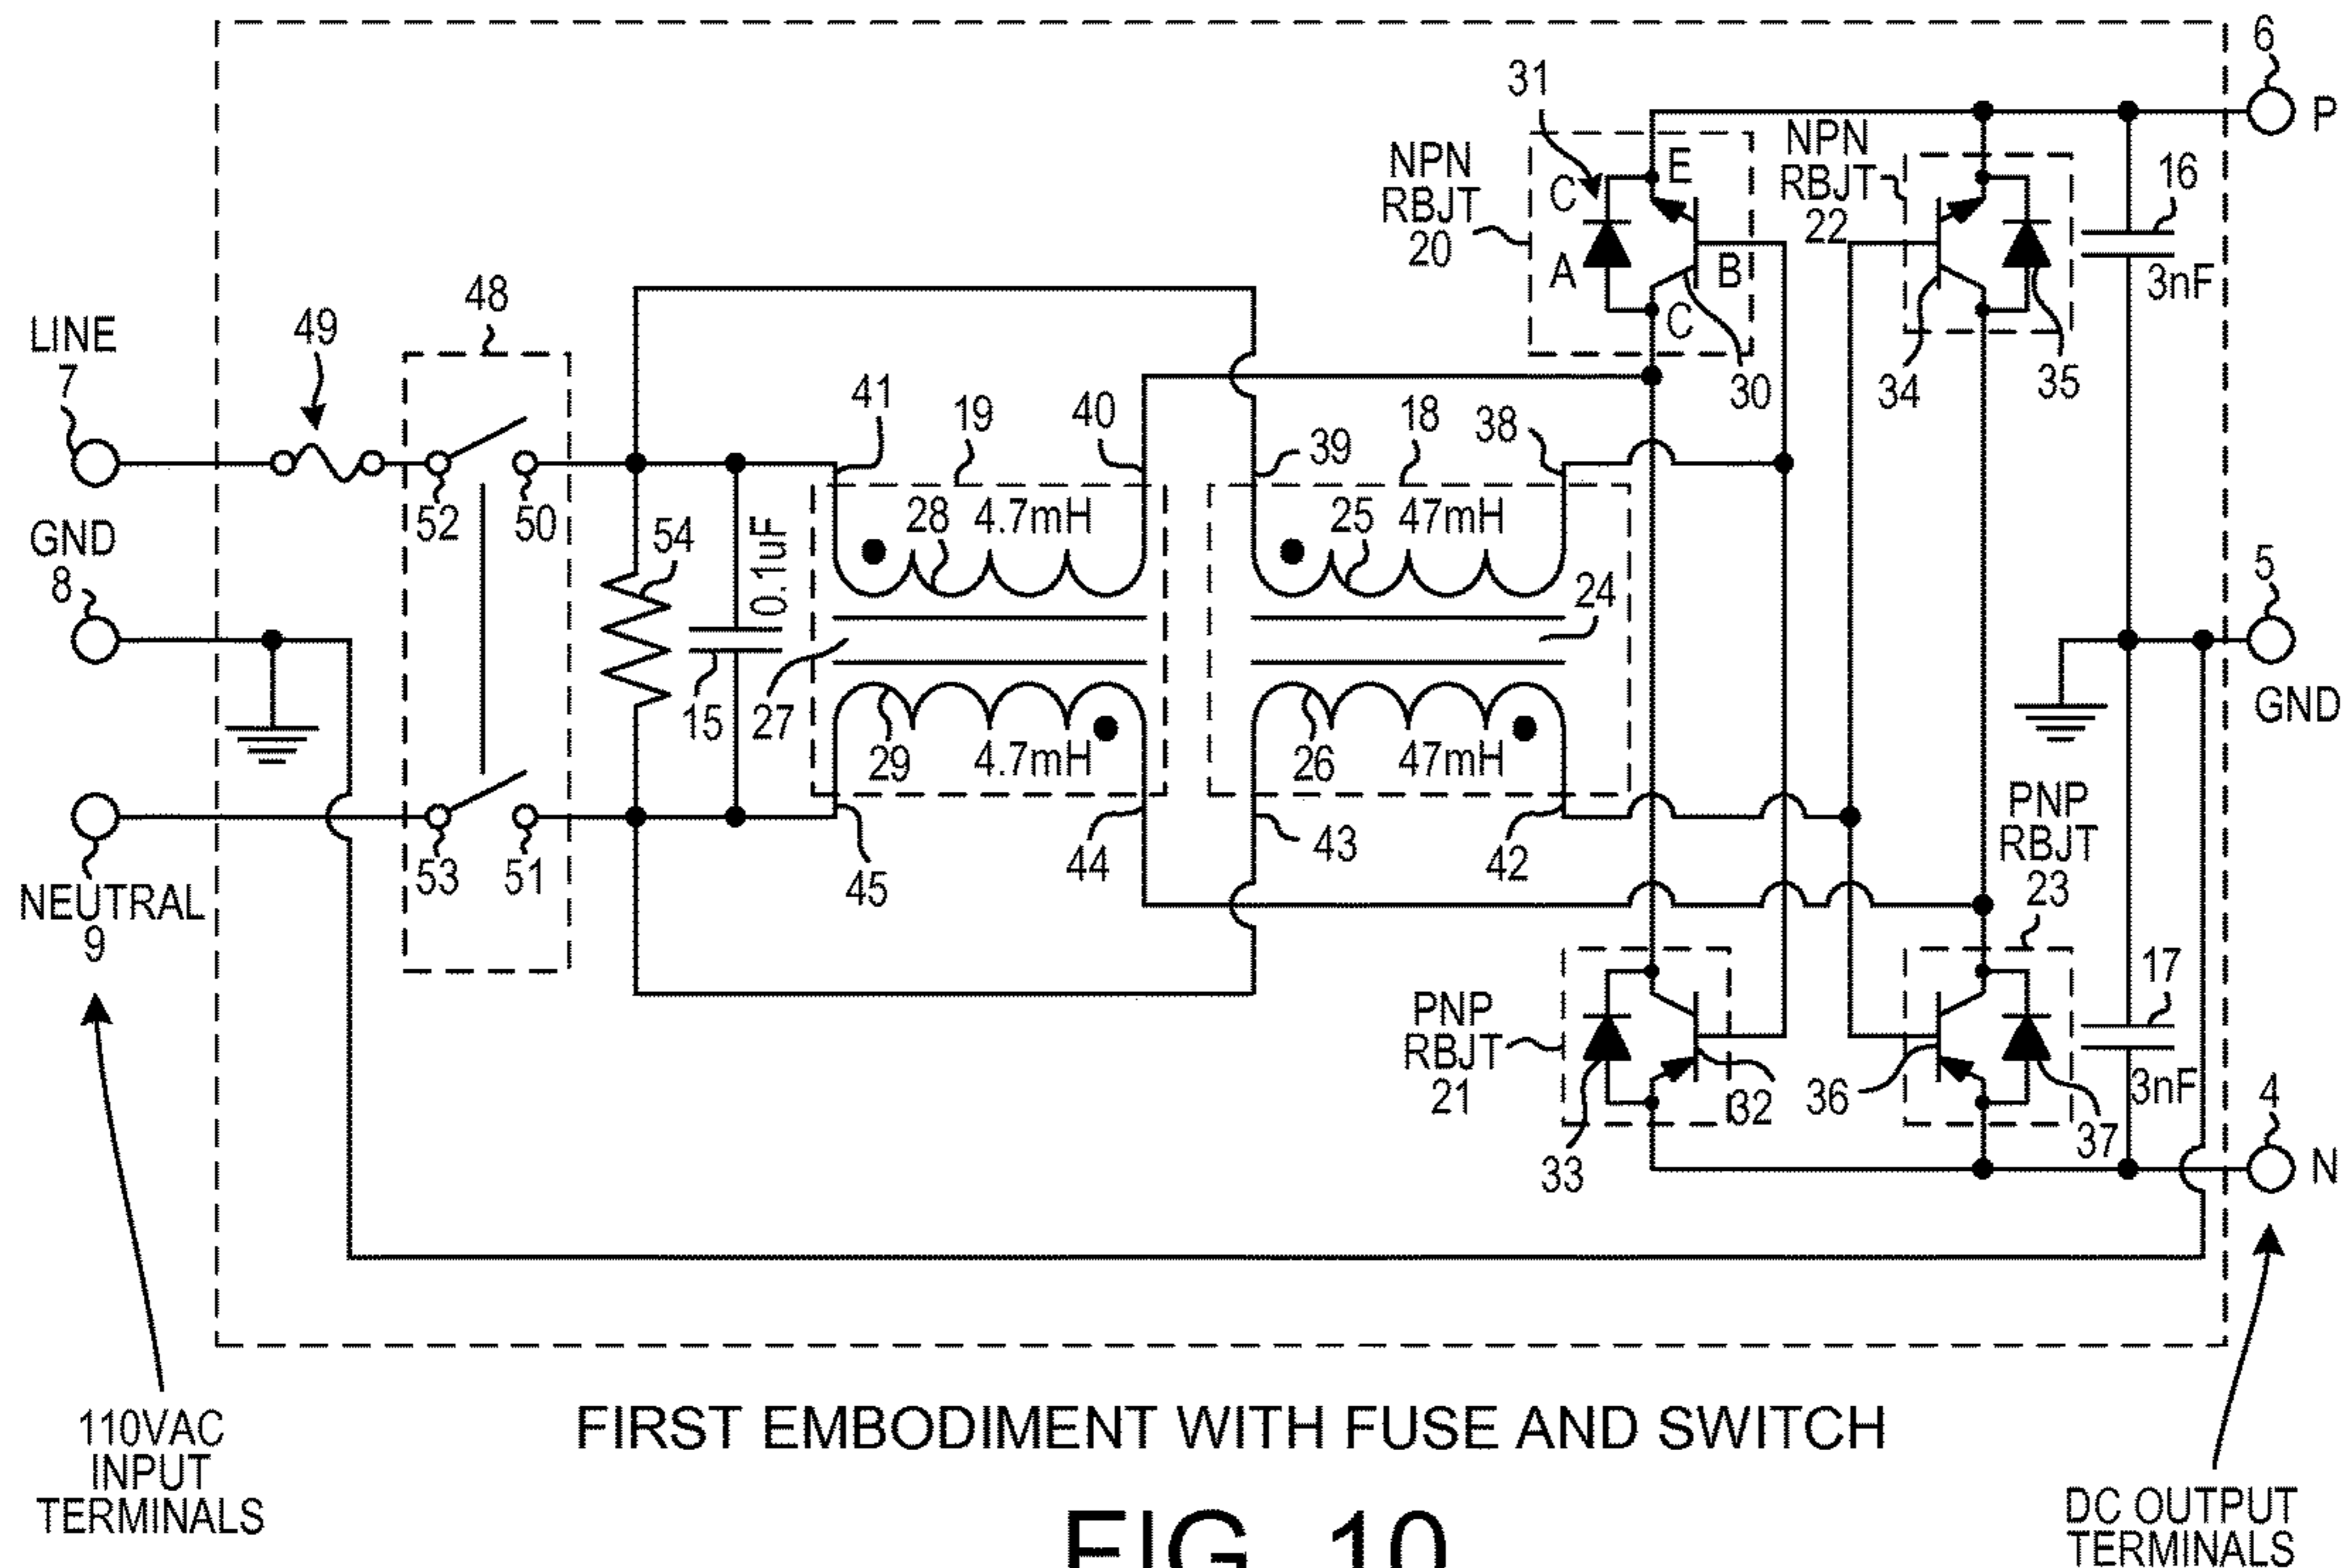 6
P
31
NPN
RBJT
20
C
E
A
B
C
30
NPN
RBJT
22
34
35
16
3nF
LINE
7
49
48
52
50
41
19
40
39
18
38
28
4.7mH
25
47mH
GND
8
54
0.1uF
15
27
24
5
GND
29
4.7mH
26
47mH
NEUTRAL
9
53
51
45
44
43
42
PNP
RBJT
23
PNP
RBJT
21
33
32
36
37
17
3nF
4
N
110VAC
INPUT
TERMINALS
FIRST EMBODIMENT WITH FUSE AND SWITCH
DC OUTPUT
TERMINALS
FIG. 10